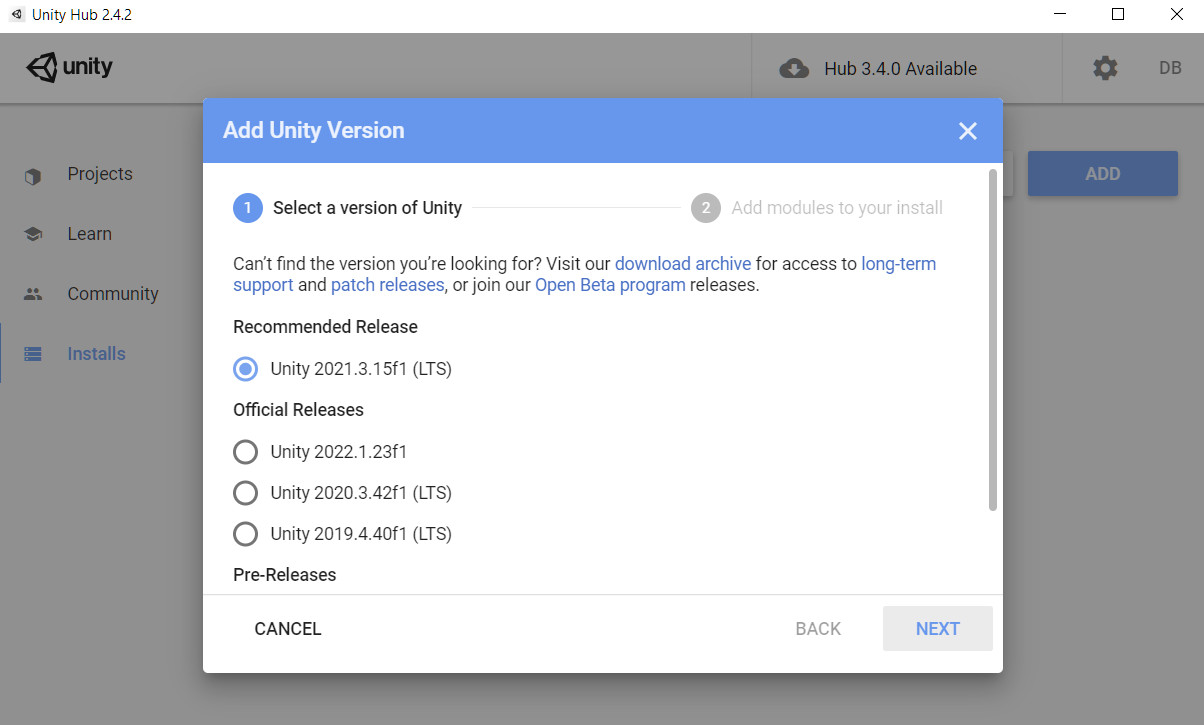 Unity Hub 2.4.2
unity
Hub 3.4.0 Available
DB
Projects
Learn
Community
Installs
ADD
Add Unity Version
1
Select a version of Unity
2
Add modules to your install
Can't find the version you're looking for? Visit our download archive for access to long-term
support and patch releases, or join our Open Beta program releases.
Recommended Release
Unity 2021.3.15f1 (LTS)
Official Releases
Unity 2022.1.23f1
Unity 2020.3.42f1 (LTS)
Unity 2019.4.40f1 (LTS)
Pre-Releases
CANCEL
BACK
NEXT